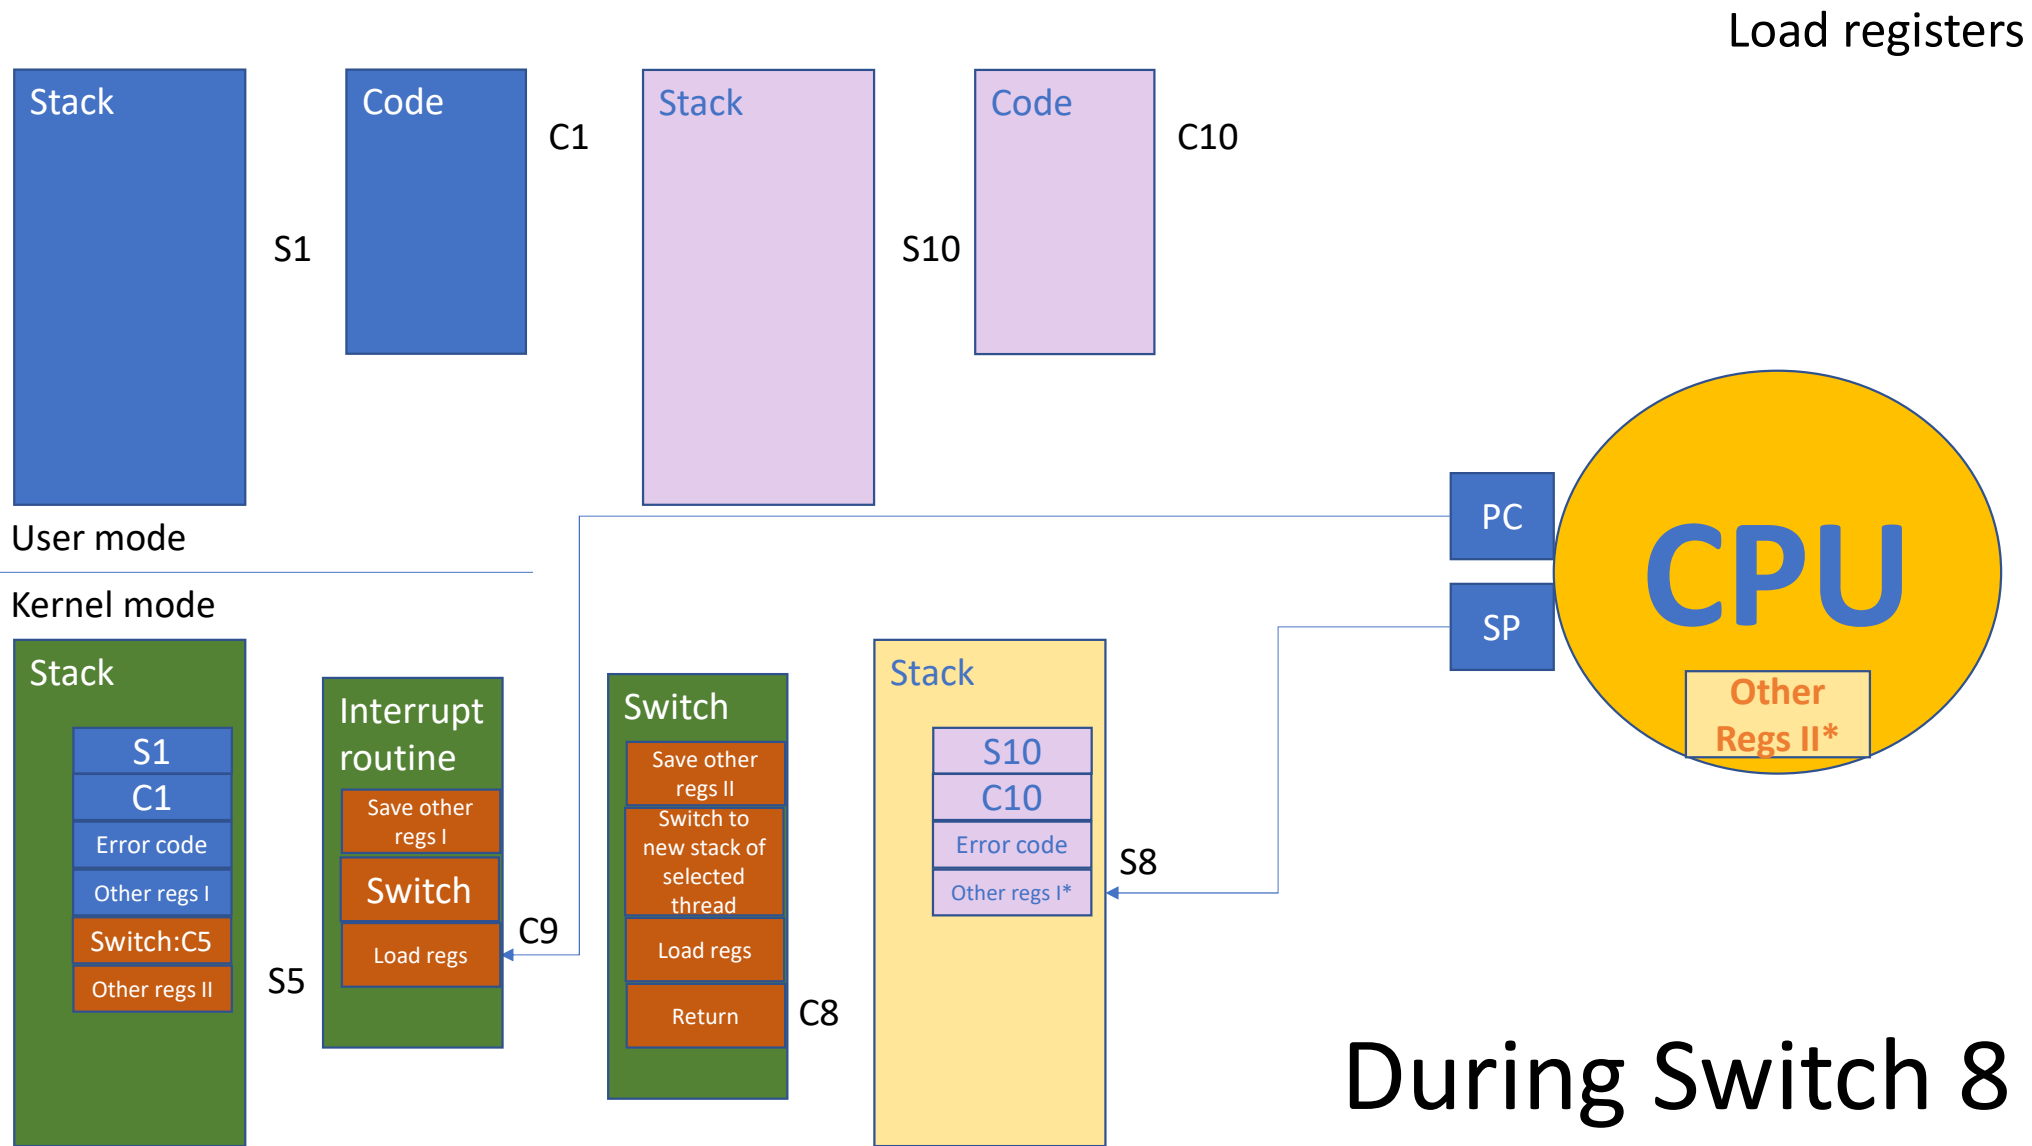 Load registers
Stack
Code
C1
S1
Stack
Code
C10
S10
User mode
Kernel mode
Stack
S1
C1
Error code
Other regs I
Switch:C5
Other regs II
S5
Interrupt
routine
Save other
regs I
Switch
Load regs
C9
Switch
Save other
regs II
Switch to
new stack of
selected
thread
Load regs
Return
C8
Stack
S10
C10
Error code
Other regs I*
S8
PC
SP
CPU
Other
Regs II*
During Switch 8